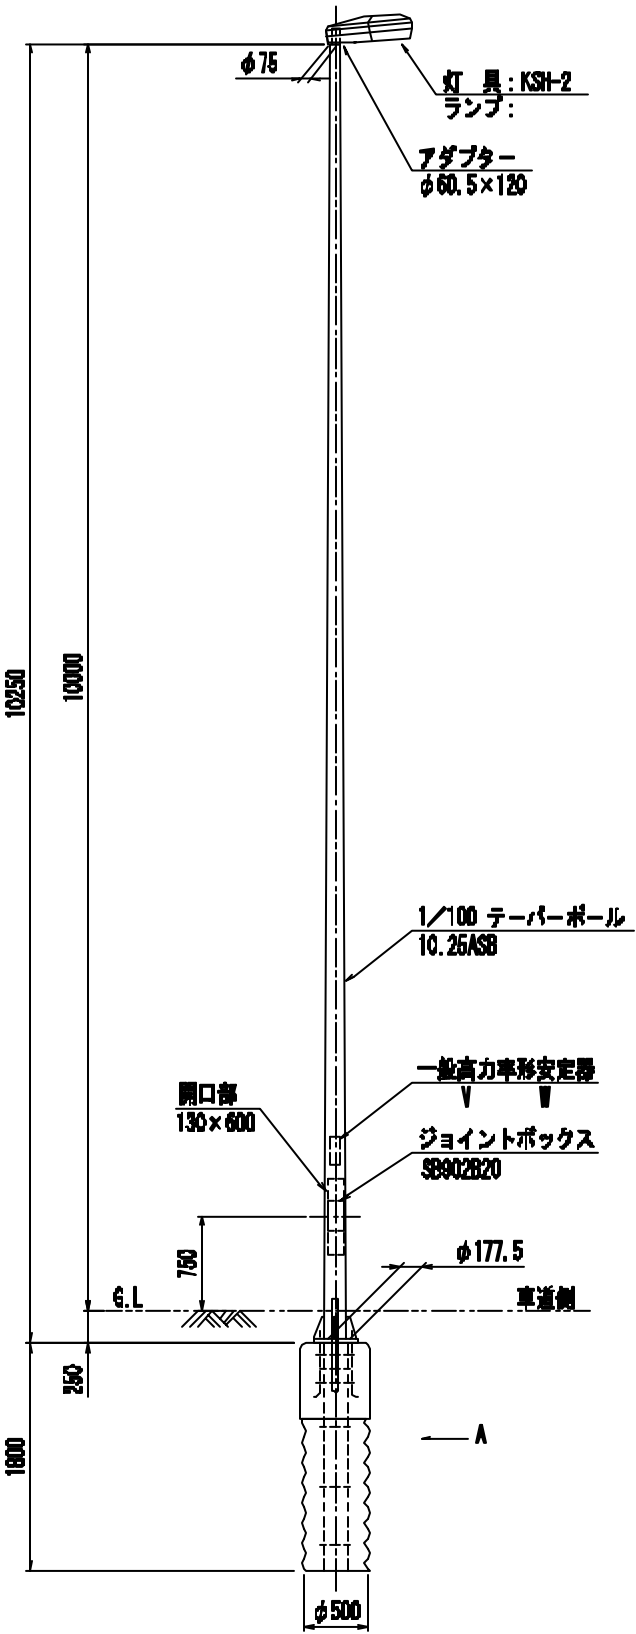 φ75
灯 具：KSH-2
ランプ：
アダプター
φ60.5×120
10250
10000
1/100 テーパーポール
10.25ASB
一般高力率形安定器
V W
開口部
130×600
ジョイントボックス
SB902B20
750
φ177.5
G.L
車道側
250
1800
A
φ500